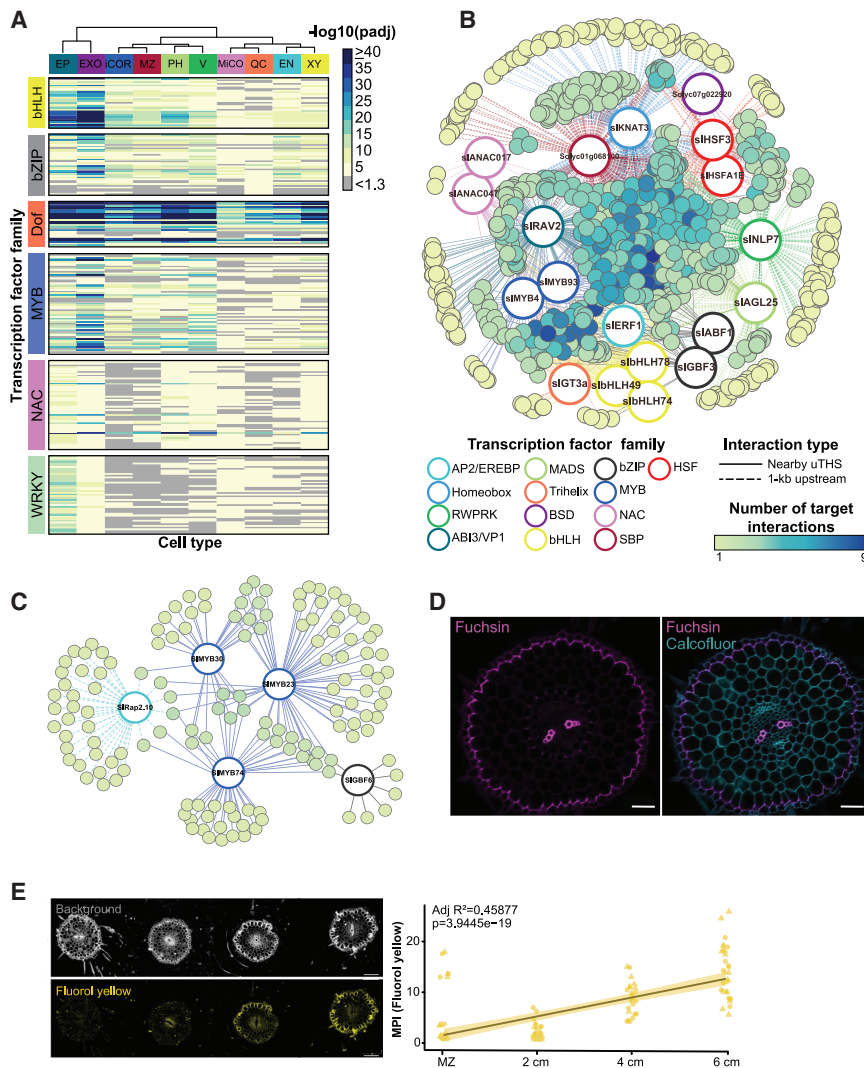 A
-log10(padj)
EP EXO iCOR MZ PH V MiCO QC EN XY
≥40
35
30
25
20
15
10
5
<1.3
Transcription factor family
bHLH
bZIP
Dof
MYB
NAC
WRKY
Cell type
B
Solyc07g022920
slKNAT3
slHSF3
Solyc01g068100
slANAC017
slHSFA1E
slANAC047
slRAV2
slNLP7
slMYB93
slMYB4
slAGL25
slERF1
slABF1
slbHLH78
slGBF3
slGT3a
slbHLH49
slbHLH74
Transcription factor family
AP2/EREBP MADS bZIP HSF
Homeobox Trihelix MYB
RWPRK BSD NAC
ABI3/VP1 bHLH SBP
Interaction type
Nearby uTHS
1-kb upstream
Number of target
interactions
1 9
C
SlMYB30
SlMYB23
SlRap2.10
SlMYB74
SlGBF6
D
Fuchsin
Fuchsin
Calcofluor
E
Background
Fluorol yellow
Adj R²=0.45877
p=3.9445e-19
MPI (Fluorol yellow)
20
10
0
MZ 2 cm 4 cm 6 cm